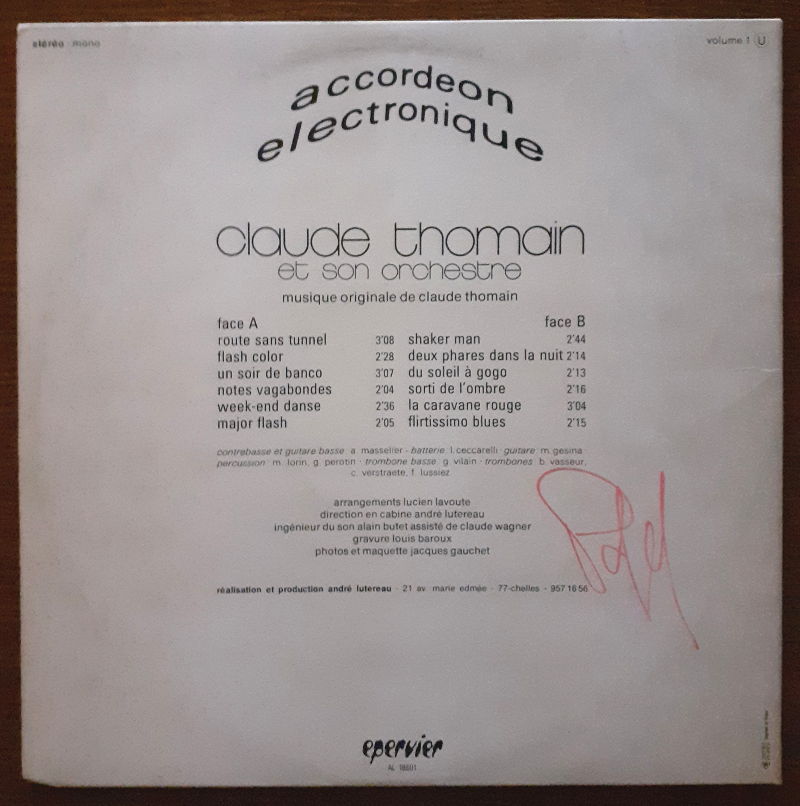 stéréo · mono
volume 1 U
accordeon
electronique
claude thomain
et son orchestre
musique originale de claude thomain
face A
route sans tunnel 3'08
flash color 2'28
un soir de banco 3'07
notes vagabondes 2'04
week-end danse 2'36
major flash 2'05
face B
shaker man 2'44
deux phares dans la nuit 2'14
du soleil à gogo 2'13
sorti de l'ombre 2'16
la caravane rouge 3'04
flirtissimo blues 2'15
contrebasse et guitare basse a. masselier · batterie l. ceccarelli · guitare m. gesina
percussion m. lorin, g. perotin · trombone basse g. vilain · trombones b. vasseur,
c. verstraete, f. lussiez
arrangements lucien lavoute
direction en cabine andré lutereau
ingénieur du son alain butet assisté de claude wagner
gravure louis baroux
photos et maquette jacques gauchet
réalisation et production andré lutereau · 21 av. marie edmée · 77-chelles · 957 16 56
epervier
AL 18601